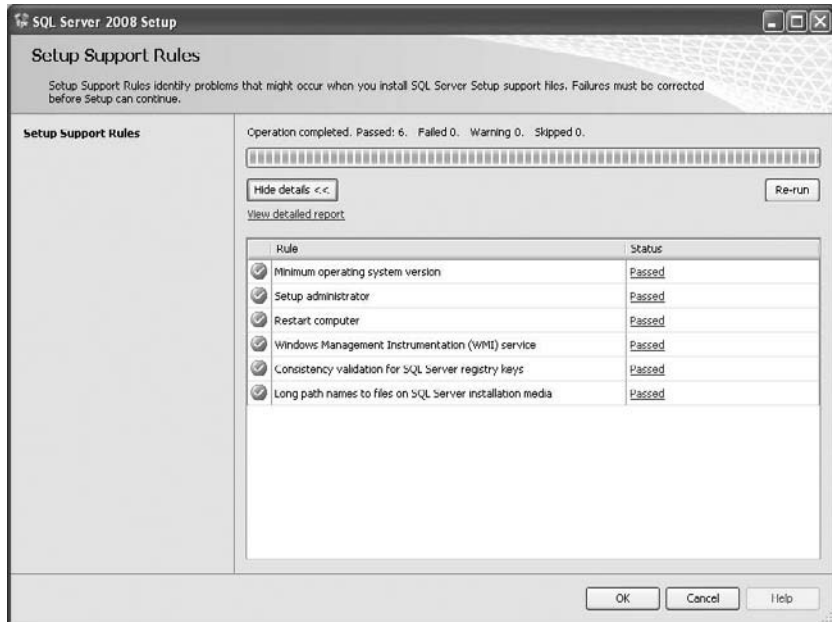 SQL Server 2008 Setup
Setup Support Rules
Setup Support Rules identify problems that might occur when you install SQL Server Setup support files. Failures must be corrected
before Setup can continue.
Setup Support Rules
Operation completed. Passed: 6. Failed 0. Warning 0. Skipped 0.
Hide details <<
Re-run
View detailed report
Rule Status
Minimum operating system version Passed
Setup administrator Passed
Restart computer Passed
Windows Management Instrumentation (WMI) service Passed
Consistency validation for SQL Server registry keys Passed
Long path names to files on SQL Server installation media Passed
OK Cancel Help